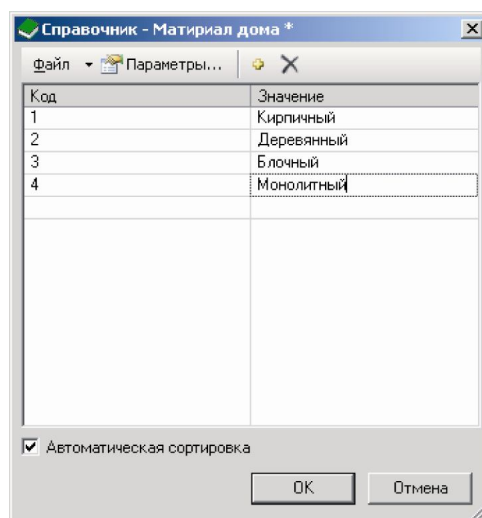 Справочник - Матириал дома *
Файл Параметры...
Код Значение
1 Кирпичный
2 Деревянный
3 Блочный
4 Монолитный
Автоматическая сортировка
OK Отмена